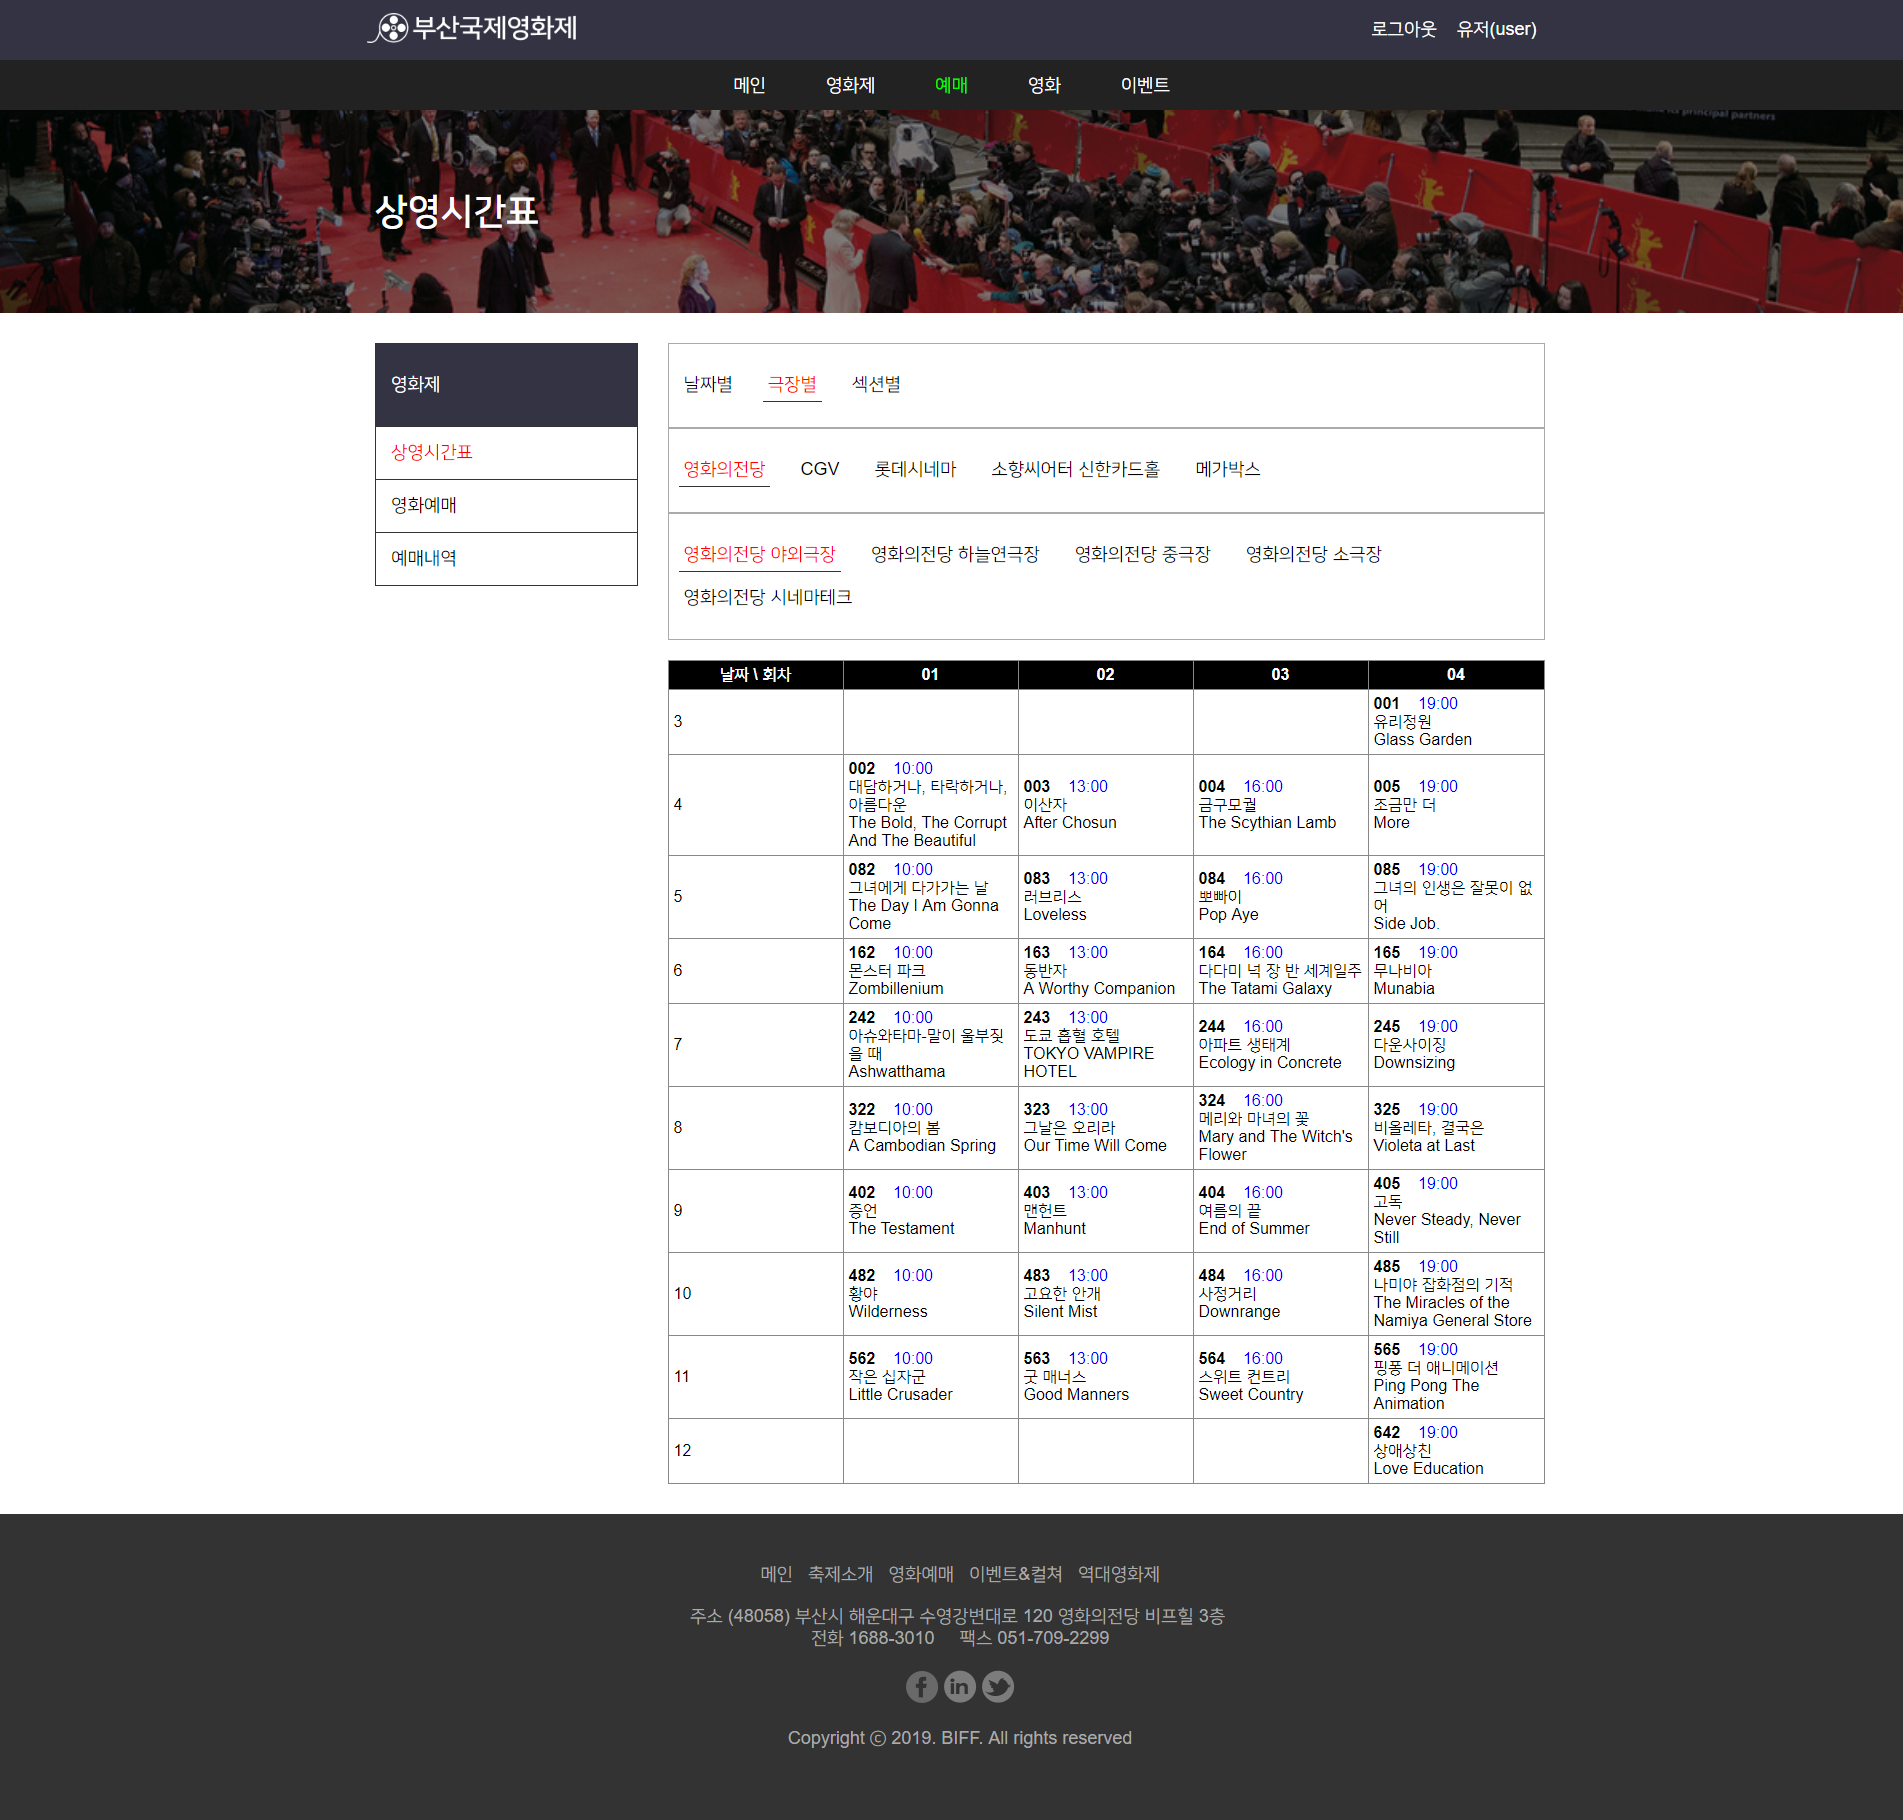 부산국제영화제
로그아웃 유저(user)
메인 영화제 예매 영화 이벤트
principal partners
상영시간표
영화제
상영시간표
영화예매
예매내역
날짜별 극장별 섹션별
영화의전당 CGV 롯데시네마 소향씨어터 신한카드홀 메가박스
영화의전당 야외극장 영화의전당 하늘연극장 영화의전당 중극장 영화의전당 소극장
영화의전당 시네마테크
날짜 \ 회차 01 02 03 04
3
001 19:00
유리정원
Glass Garden
4
002 10:00
대담하거나, 타락하거나,
아름다운
The Bold, The Corrupt
And The Beautiful
003 13:00
이산자
After Chosun
004 16:00
금구모궐
The Scythian Lamb
005 19:00
조금만 더
More
5
082 10:00
그녀에게 다가가는 날
The Day I Am Gonna
Come
083 13:00
러브리스
Loveless
084 16:00
뽀빠이
Pop Aye
085 19:00
그녀의 인생은 잘못이 없
어
Side Job.
6
162 10:00
몬스터 파크
Zombillenium
163 13:00
동반자
A Worthy Companion
164 16:00
다다미 넉 장 반 세계일주
The Tatami Galaxy
165 19:00
무나비아
Munabia
7
242 10:00
아슈와타마-말이 울부짖
을 때
Ashwatthama
243 13:00
도쿄 흡혈 호텔
TOKYO VAMPIRE
HOTEL
244 16:00
아파트 생태계
Ecology in Concrete
245 19:00
다운사이징
Downsizing
8
322 10:00
캄보디아의 봄
A Cambodian Spring
323 13:00
그날은 오리라
Our Time Will Come
324 16:00
메리와 마녀의 꽃
Mary and The Witch's
Flower
325 19:00
비올레타, 결국은
Violeta at Last
9
402 10:00
증언
The Testament
403 13:00
맨헌트
Manhunt
404 16:00
여름의 끝
End of Summer
405 19:00
고독
Never Steady, Never
Still
10
482 10:00
황야
Wilderness
483 13:00
고요한 안개
Silent Mist
484 16:00
사정거리
Downrange
485 19:00
나미야 잡화점의 기적
The Miracles of the
Namiya General Store
11
562 10:00
작은 십자군
Little Crusader
563 13:00
굿 매너스
Good Manners
564 16:00
스위트 컨트리
Sweet Country
565 19:00
핑퐁 더 애니메이션
Ping Pong The
Animation
12
642 19:00
상애상친
Love Education
메인 축제소개 영화예매 이벤트&컬쳐 역대영화제
주소 (48058) 부산시 해운대구 수영강변대로 120 영화의전당 비프힐 3층
전화 1688-3010 팩스 051-709-2299
Copyright ⓒ 2019. BIFF. All rights reserved